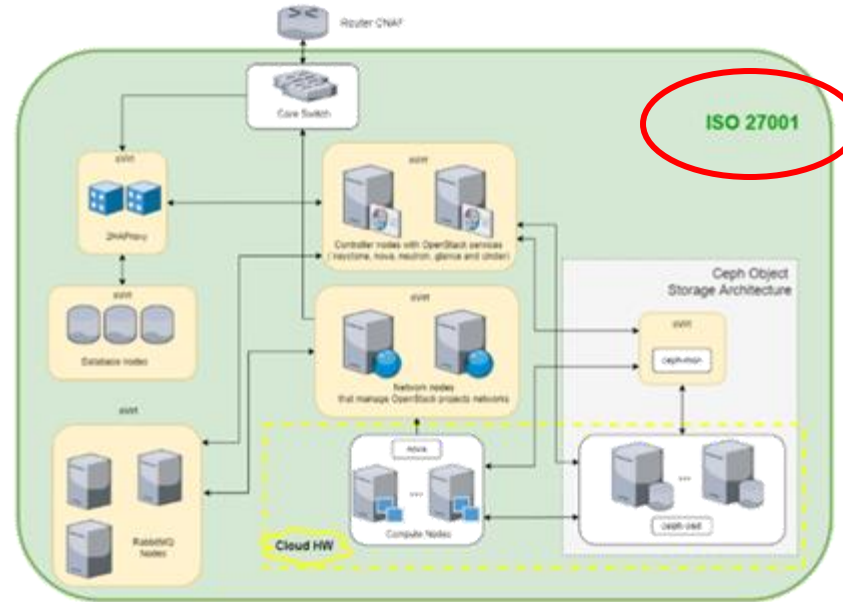 Router CNAF
Core Switch
ISO 27001
oVirt
2HAProxy
oVirt
Database nodes
oVirt
Controller nodes with OpenStack services
(keystone, nova, neutron, glance and cinder)
oVirt
Network nodes
that manage OpenStack projects networks
Ceph Object
Storage Architecture
oVirt
ceph-mon
oVirt
RabbitMQ
Nodes
nova
...
Compute Nodes
...
ceph-osd
Cloud HW